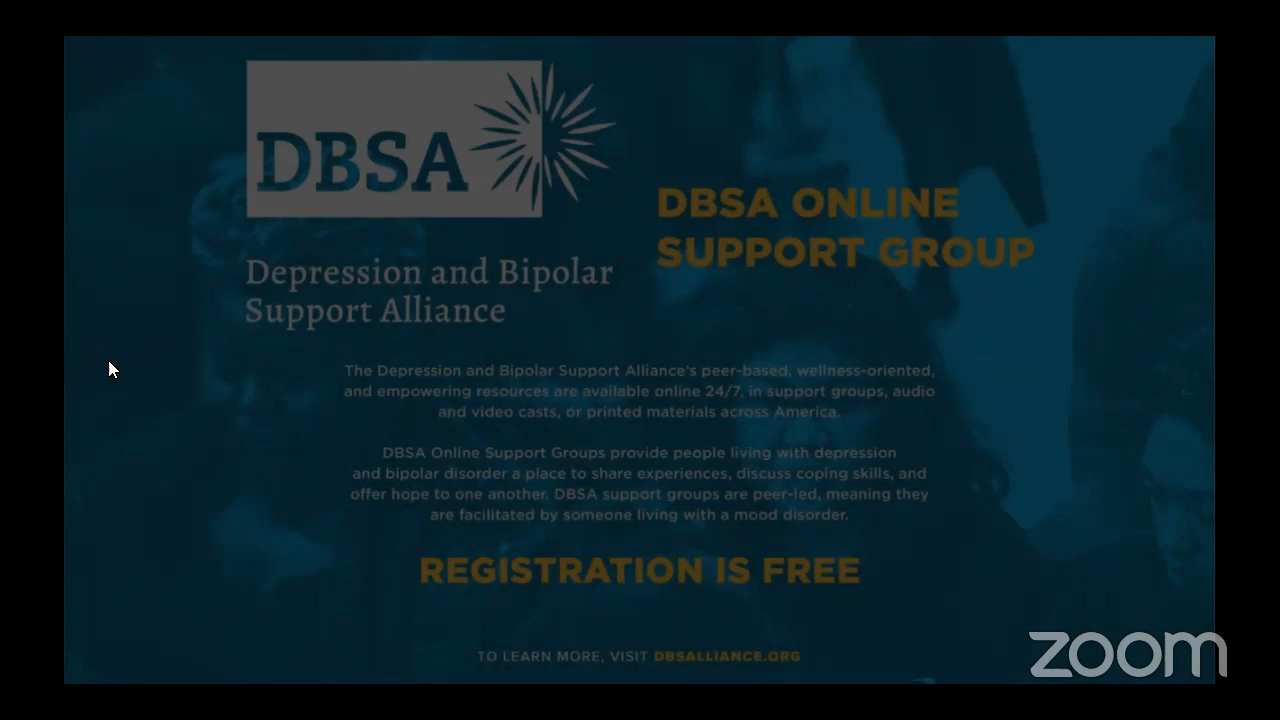 DBSA
Depression and Bipolar
Support Alliance
DBSA ONLINE
SUPPORT GROUP
The Depression and Bipolar Support Alliance's peer-based, wellness-oriented,
and empowering resources are available online 24/7, in support groups, audio
and video casts, or printed materials across America.
DBSA Online Support Groups provide people living with depression
and bipolar disorder a place to share experiences, discuss coping skills, and
offer hope to one another. DBSA support groups are peer-led, meaning they
are facilitated by someone living with a mood disorder.
REGISTRATION IS FREE
TO LEARN MORE, VISIT DBSALLIANCE.ORG
zoom